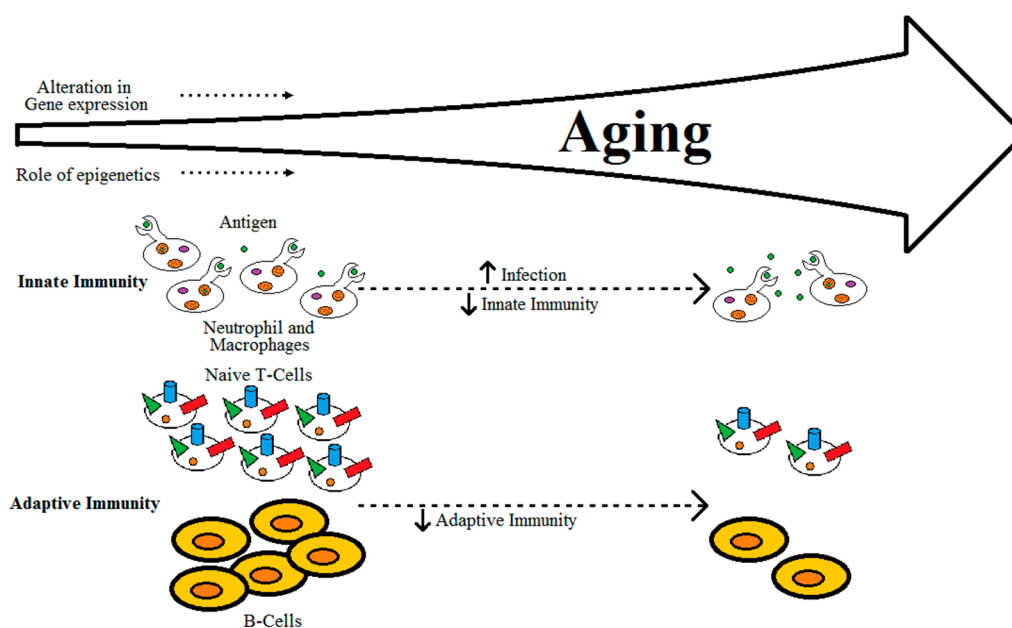 Alteration in
Gene expression
Aging
Role of epigenetics
Antigen
Innate Immunity
↑ Infection
↓ Innate Immunity
Neutrophil and
Macrophages
Naive T-Cells
Adaptive Immunity
↓ Adaptive Immunity
B-Cells